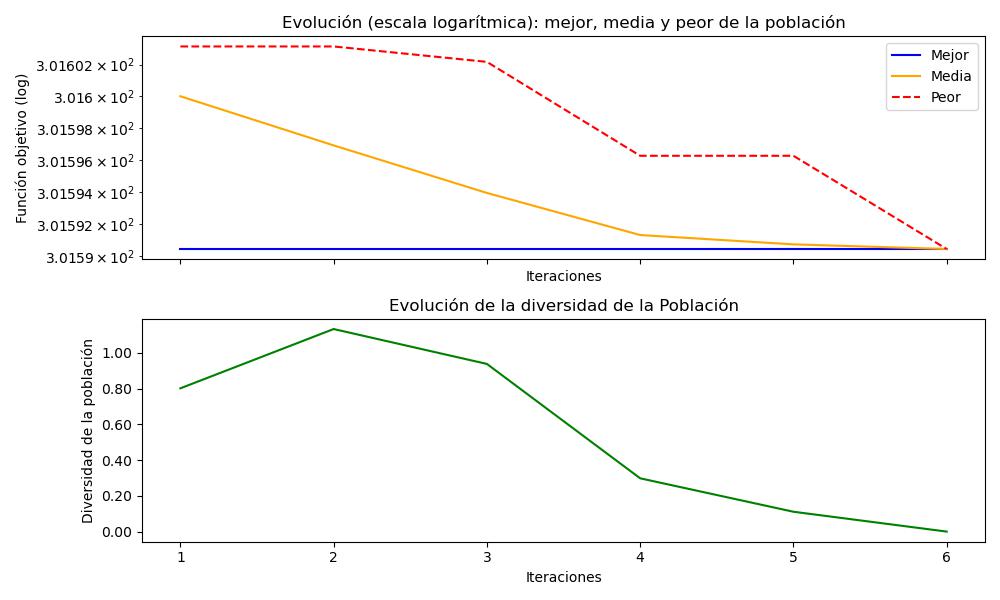 Evolución (escala logarítmica): mejor, media y peor de la población
Función objetivo (log)
3.01602 × 10²
3.016 × 10²
3.01598 × 10²
3.01596 × 10²
3.01594 × 10²
3.01592 × 10²
3.0159 × 10²
Mejor
Media
Peor
Iteraciones
Evolución de la diversidad de la Población
Diversidad de la población
1.00
0.80
0.60
0.40
0.20
0.00
1 2 3 4 5 6
Iteraciones